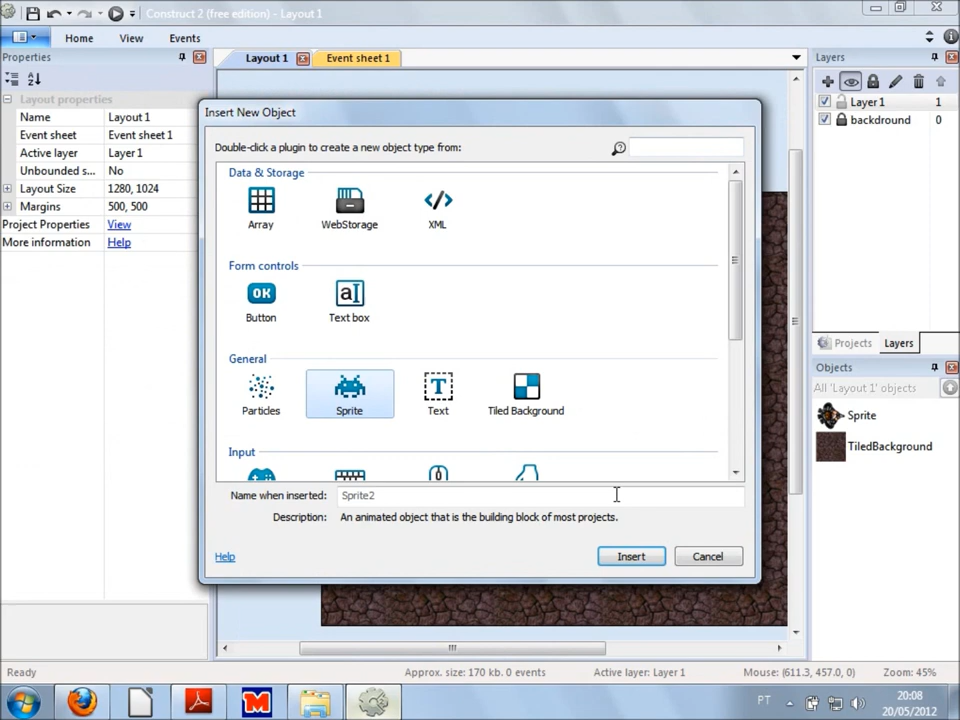 Construct 2 (free edition) - Layout 1
Home View Events
Properties
Layout 1
Event sheet 1
Layers
Layout properties
Name Layout 1
Event sheet Event sheet 1
Active layer Layer 1
Unbounded s... No
Layout Size 1280, 1024
Margins 500, 500
Project Properties View
More information Help
Insert New Object
Double-click a plugin to create a new object type from:
Data & Storage
Array WebStorage XML
Form controls
OK aI
Button Text box
General
T
Particles Sprite Text Tiled Background
Input
Name when inserted: Sprite2
Description: An animated object that is the building block of most projects.
Help Insert Cancel
Layer 1 1
background 0
Projects Layers
Objects
All 'Layout 1' objects
Sprite
TiledBackground
Ready Approx. size: 170 kb. 0 events Active layer: Layer 1 Mouse: (611.3, 457.0, 0) Zoom: 45%
M
PT
20:08
20/05/2012